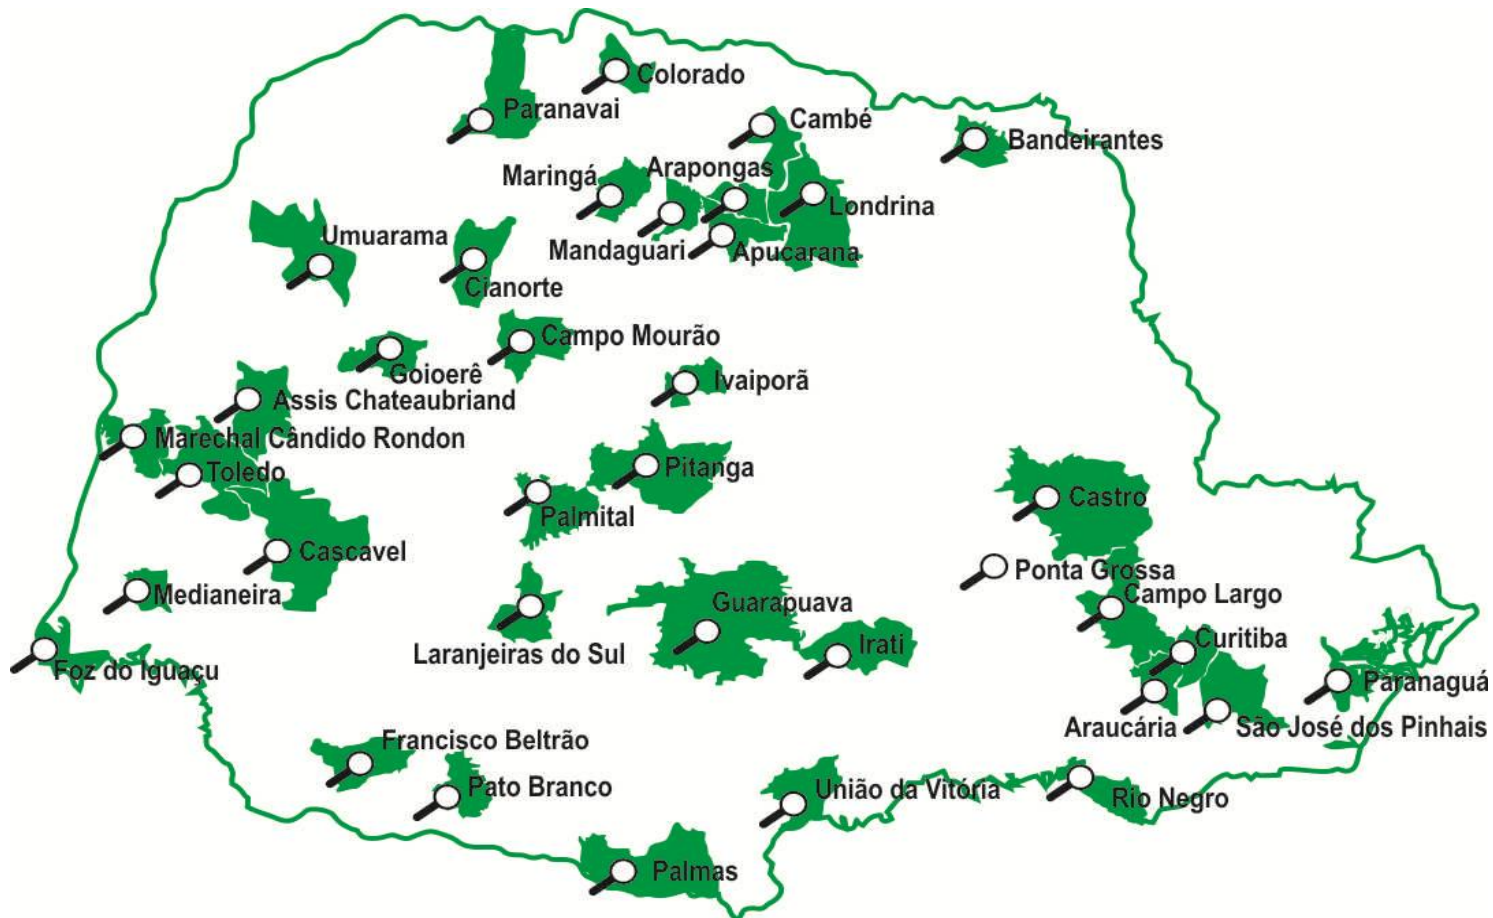 Colorado
Paranavai
Cambé
Bandeirantes
Maringá
Arapongas
Londrina
Umuarama
Mandaguari
Apucarana
Cianorte
Campo Mourão
Goioerê
Ivaiporã
Assis Chateaubriand
Marechal Cândido Rondon
Toledo
Pitanga
Castro
Palmital
Cascavel
Ponta Grossa
Medianeira
Campo Largo
Guarapuava
Curitiba
Laranjeiras do Sul
Irati
Foz do Iguaçu
Paranaguá
Araucária
São José dos Pinhais
Francisco Beltrão
Pato Branco
União da Vitória
Rio Negro
Palmas